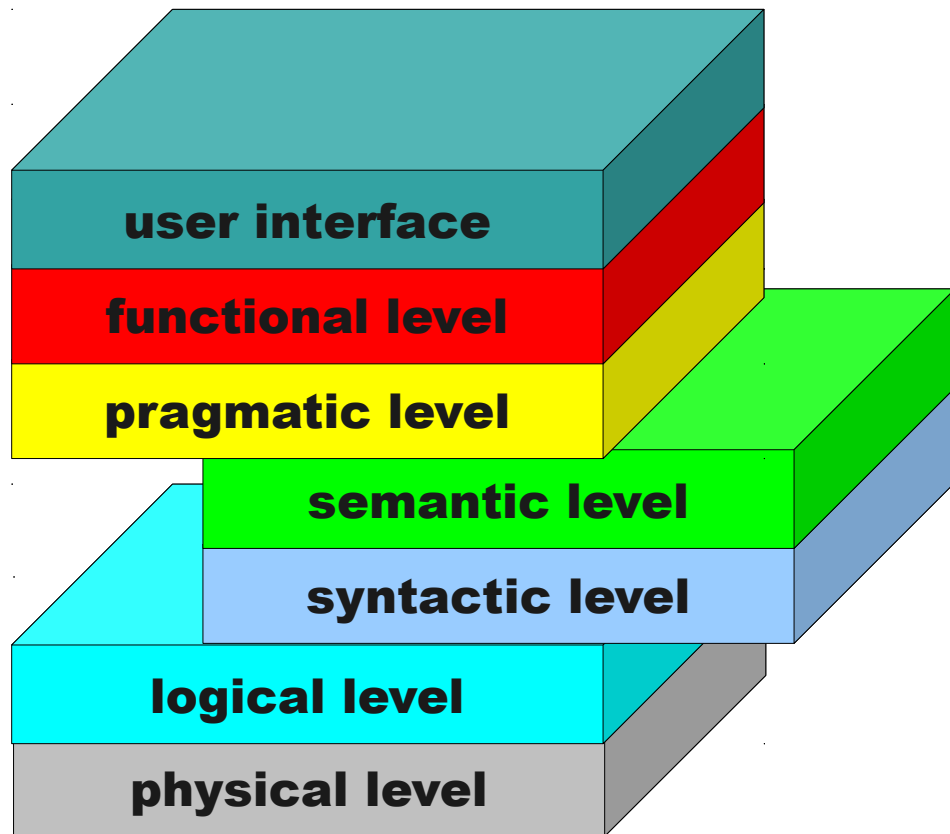 user interface
functional level
pragmatic level
semantic level
syntactic level
logical level
physical level